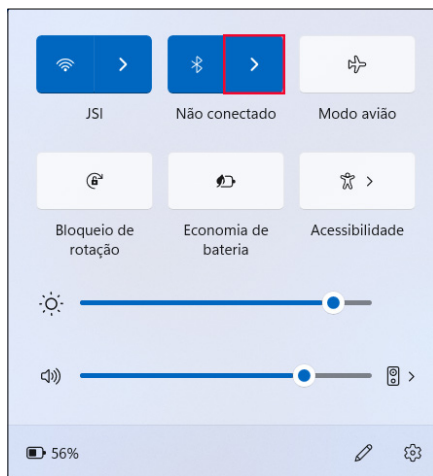 JSI
Não conectado
Modo avião
Bloqueio de
rotação
Economia de
bateria
Acessibilidade
56%